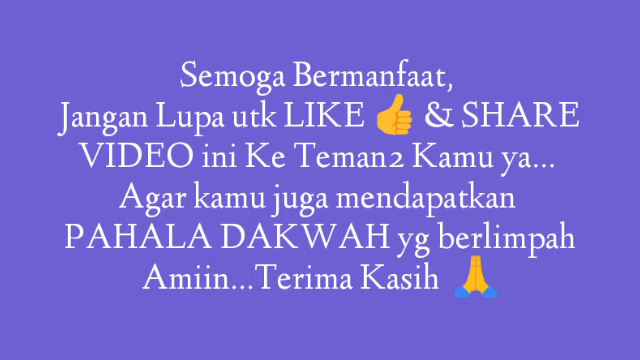 Semoga Bermanfaat,
Jangan Lupa utk LIKE 👍 & SHARE
VIDEO ini Ke Teman2 Kamu ya...
Agar kamu juga mendapatkan
PAHALA DAKWAH yg berlimpah
Amiin...Terima Kasih 🙏